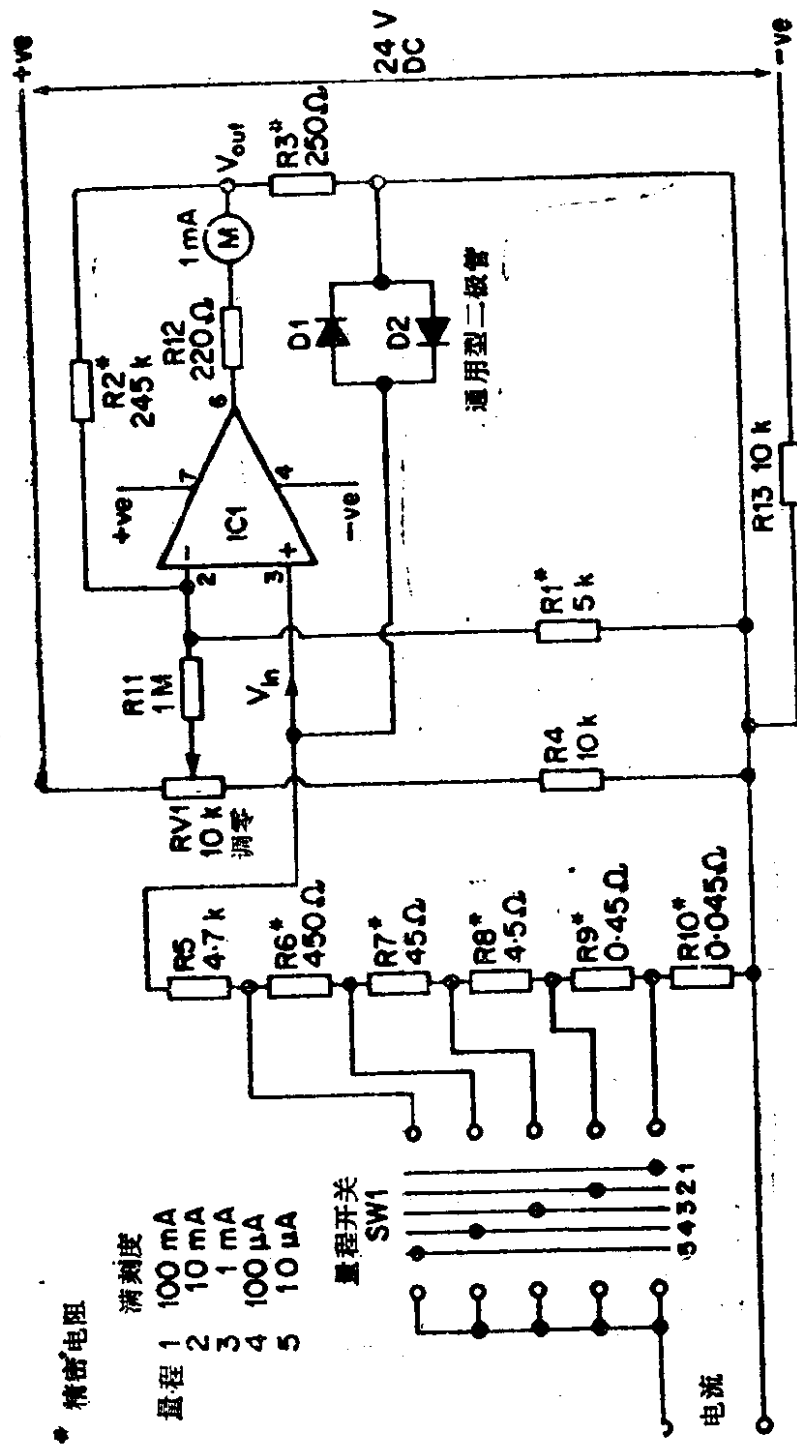 * 精密电阻
满刻度
量程 1 100 mA
2 10 mA
3 1 mA
4 100 μA
5 10 μA
量程开关
SW1
5 4 3 2 1
电流
R5
4·7 k
R6*
450Ω
R7*
45Ω
R8*
4·5Ω
R9*
0·45Ω
R10*
0·045Ω
RV1
10 k
调零
R11
1 M
Vin
R4
10 k
R1*
5 k
+ve
7
2
3
−
+
IC1
4
−ve
6
R2*
245 k
R12
220Ω
1 mA
M
Vout
R3*
250Ω
D1
D2
通用型二极管
R13 10 k
+ve
24 V
DC
−ve